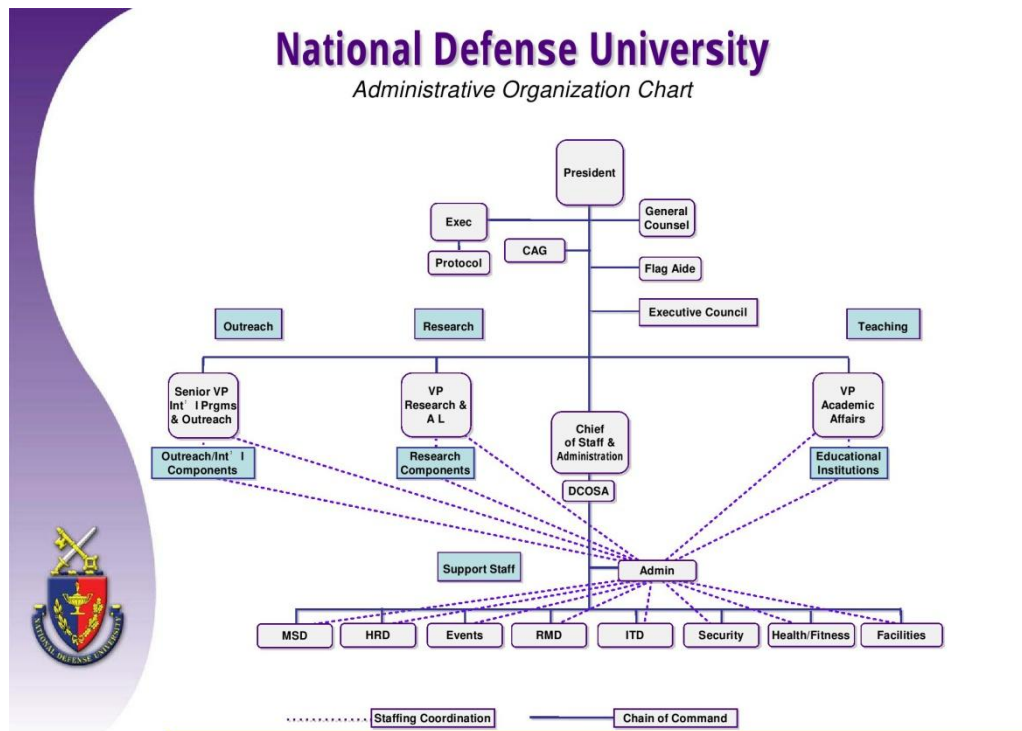 National Defense University
Administrative Organization Chart
President
Exec
General
Counsel
CAG
Protocol
Flag Aide
Executive Council
Outreach
Research
Teaching
Senior VP
Int'l Prgms
& Outreach
VP
Research &
A L
VP
Academic
Affairs
Chief
of Staff &
Administration
Outreach/Int'l
Components
Research
Components
Educational
Institutions
DCOSA
Support Staff
Admin
MSD
HRD
Events
RMD
ITD
Security
Health/Fitness
Facilities
NATIONAL DEFENSE UNIVERSITY
Staffing Coordination
Chain of Command